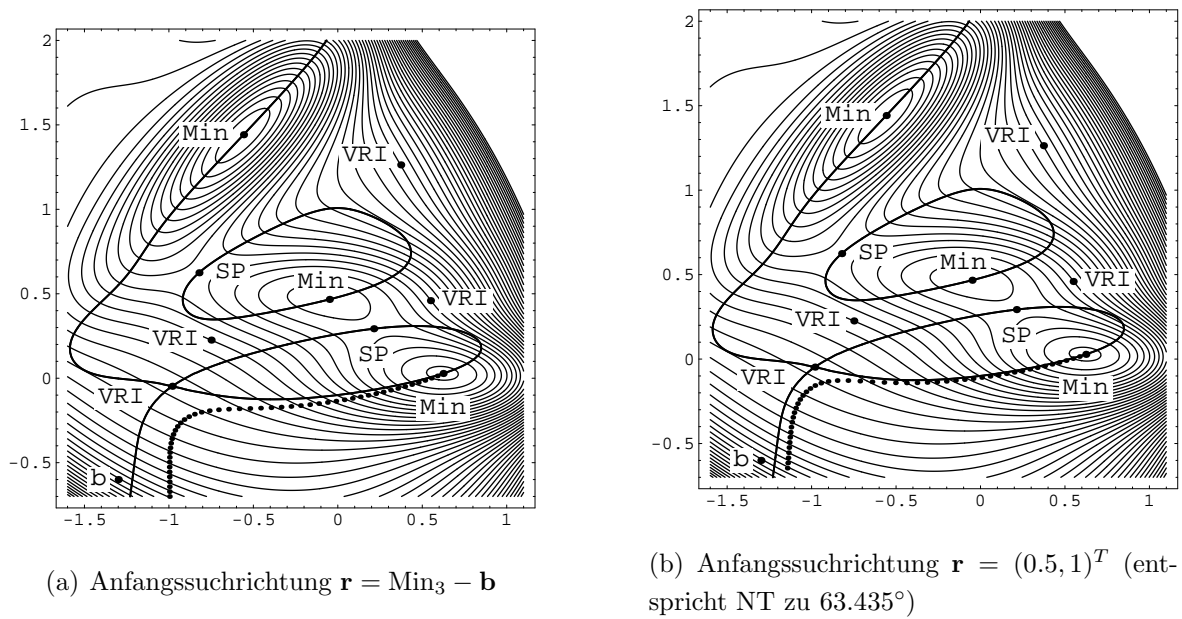 2
1.5
1
0.5
0
-0.5
-1.5
-1
-0.5
0
0.5
1
Min
VRI
SP
Min
VRI
VRI
SP
VRI
Min
b
(a) Anfangssuchrichtung r = Min₃ − b
2
1.5
1
0.5
0
-0.5
-1.5
-1
-0.5
0
0.5
1
Min
VRI
SP
Min
VRI
VRI
SP
VRI
Min
b
(b) Anfangssuchrichtung r = (0.5, 1)ᵀ (ent-
spricht NT zu 63.435°)